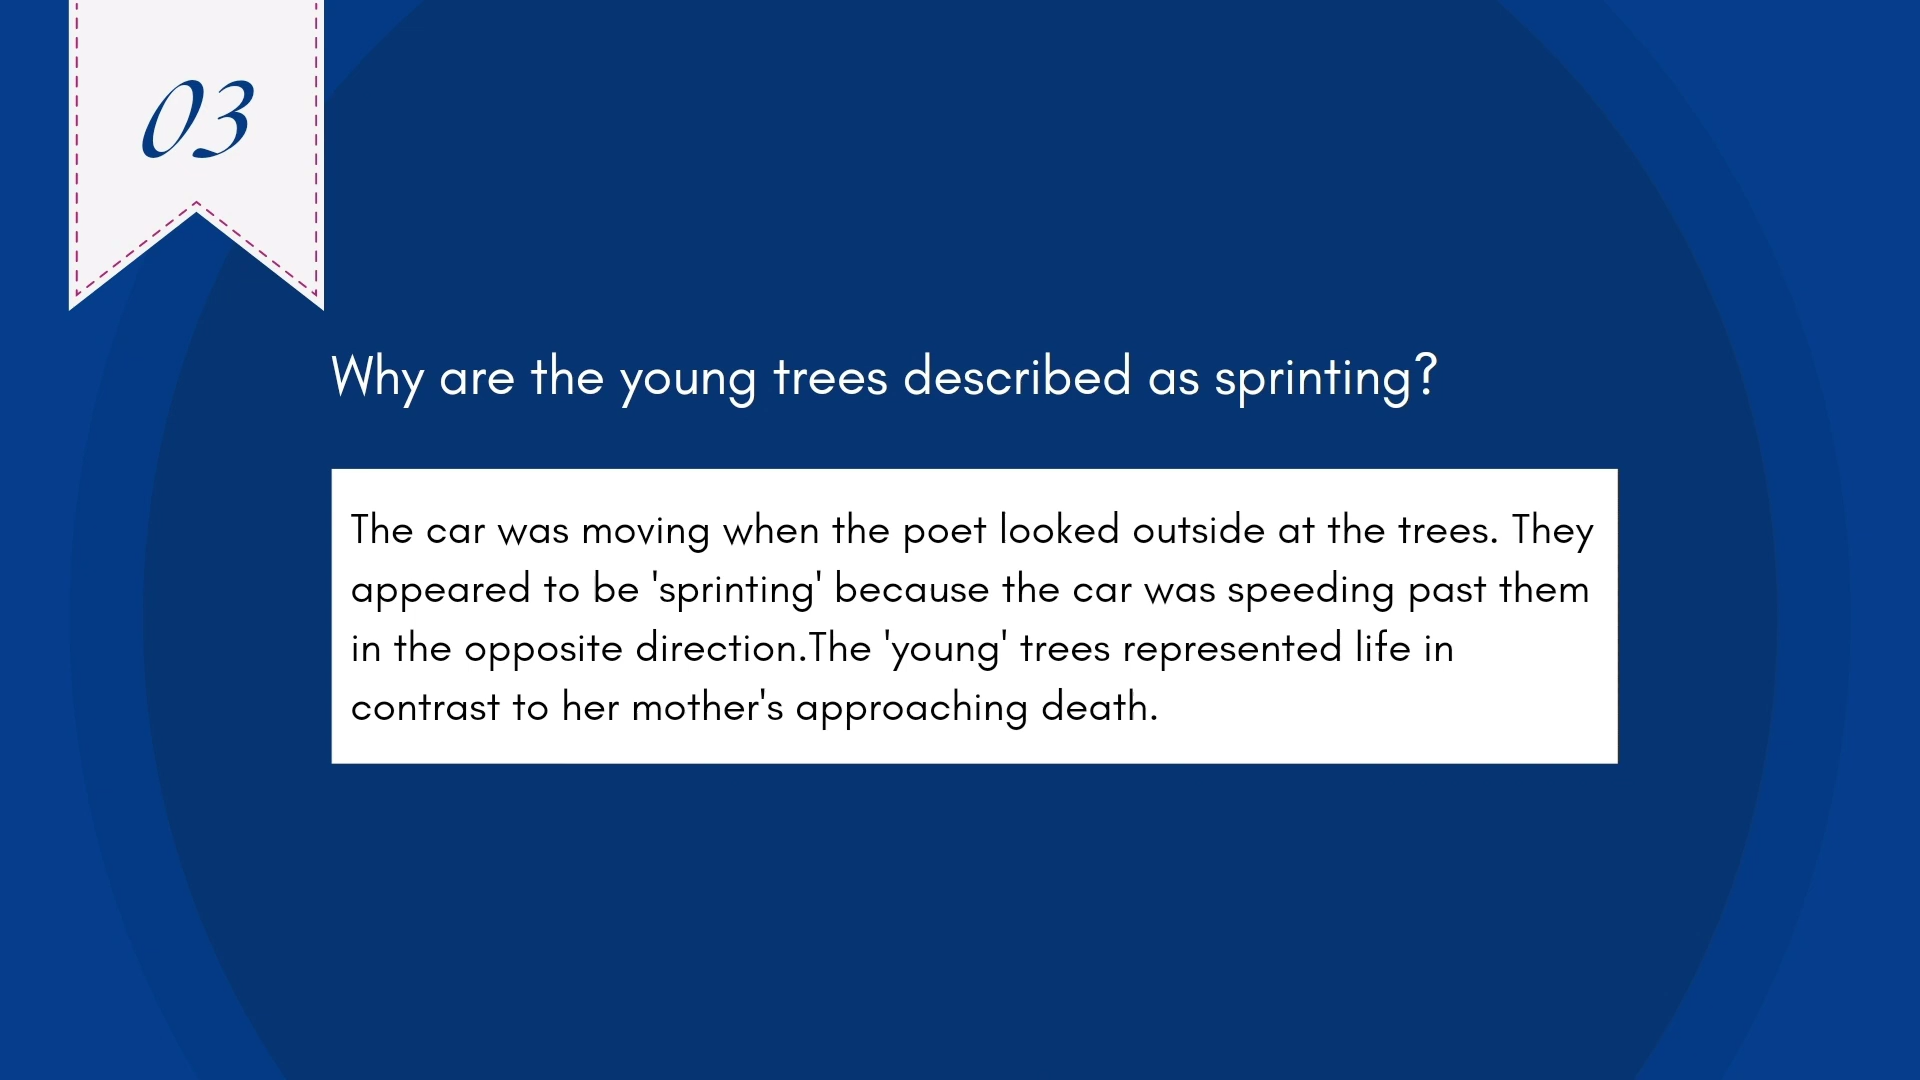 03
Why are the young trees described as sprinting?
The car was moving when the poet looked outside at the trees. They
appeared to be 'sprinting' because the car was speeding past them
in the opposite direction.The 'young' trees represented life in
contrast to her mother's approaching death.